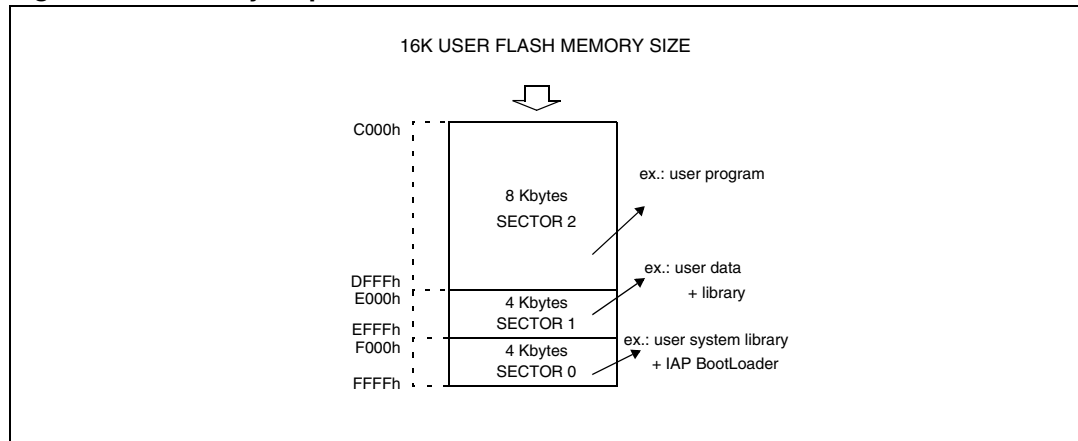 16K USER FLASH MEMORY SIZE
C000h
8 Kbytes
SECTOR 2
ex.: user program
DFFFh
E000h
4 Kbytes
SECTOR 1
ex.: user data
+ library
EFFFh
F000h
4 Kbytes
SECTOR 0
ex.: user system library
+ IAP BootLoader
FFFFh